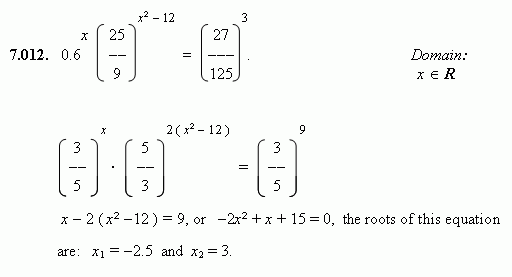 7.012. 0.6^x (25/9)^(x² − 12) = (27/125)^3. Domain:
x ∈ R
(3/5)^x · (5/3)^(2(x² − 12)) = (3/5)^9
x − 2(x² − 12) = 9, or −2x² + x + 15 = 0, the roots of this equation
are: x₁ = −2.5 and x₂ = 3.